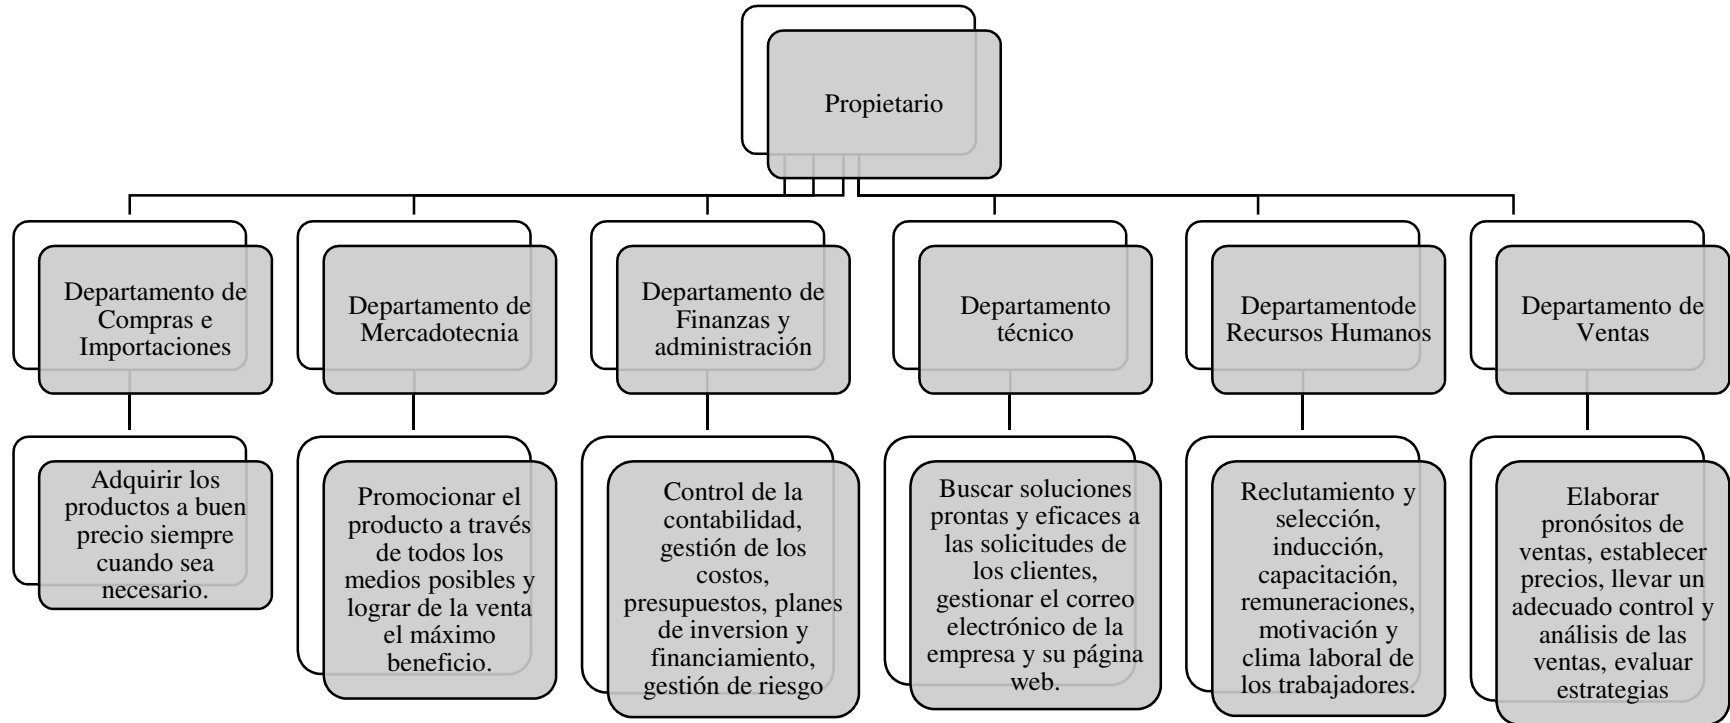 Propietario
Departamento de
Compras e
Importaciones
Departamento de
Mercadotecnia
Departamento de
Finanzas y
administración
Departamento
técnico
Departamentode
Recursos Humanos
Departamento de
Ventas
Adquirir los
productos a buen
precio siempre
cuando sea
necesario.
Promocionar el
producto a través
de todos los
medios posibles y
lograr de la venta
el máximo
beneficio.
Control de la
contabilidad,
gestión de los
costos,
presupuestos, planes
de inversion y
financiamiento,
gestión de riesgo
Buscar soluciones
prontas y eficaces a
las solicitudes de
los clientes,
gestionar el correo
electrónico de la
empresa y su página
web.
Reclutamiento y
selección,
inducción,
capacitación,
remuneraciones,
motivación y
clima laboral de
los trabajadores.
Elaborar
pronósitos de
ventas, establecer
precios, llevar un
adecuado control y
análisis de las
ventas, evaluar
estrategias